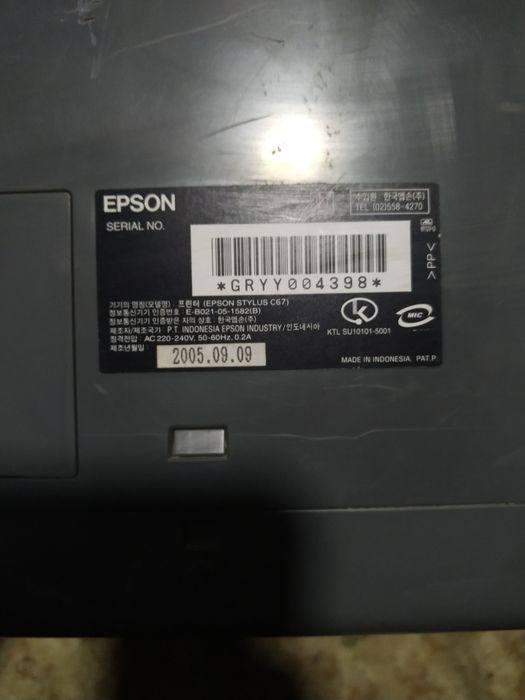 EPSON
수입원 : 한국엡손(주)
TEL (02)558-4270
SERIAL NO.
*GRYY004398*
>PP<
기기의 명칭(모델명) : 프린터 (EPSON STYLUS C67)
정보통신기기 인증번호 : E-B021-05-1582(B)
정보통신기기 인증받은 자의 상호 : 한국엡손(주)
제조자/제조국가 : P.T. INDONESIA EPSON INDUSTRY/인도네시아
정격전압 : AC 220-240V, 50-60Hz, 0.2A
제조년월일 :
2005.09.09
KTL SU10101-5001
MIC
MADE IN INDONESIA. PAT.P.